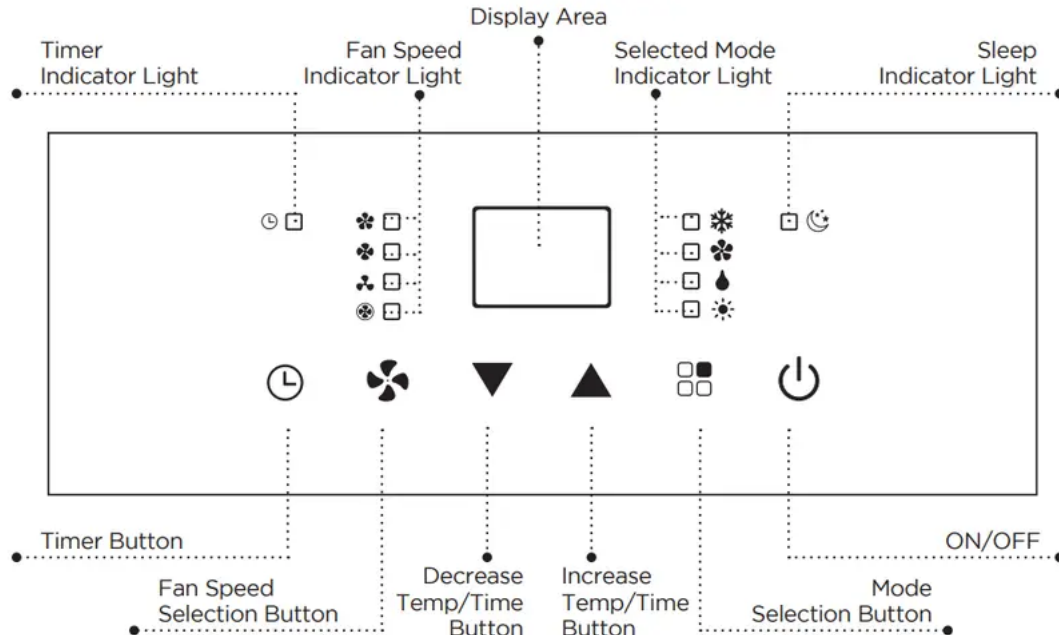 Display Area
Timer
Indicator Light
Fan Speed
Indicator Light
Selected Mode
Indicator Light
Sleep
Indicator Light
Timer Button
Fan Speed
Selection Button
Decrease
Temp/Time
Button
Increase
Temp/Time
Button
Mode
Selection Button
ON/OFF